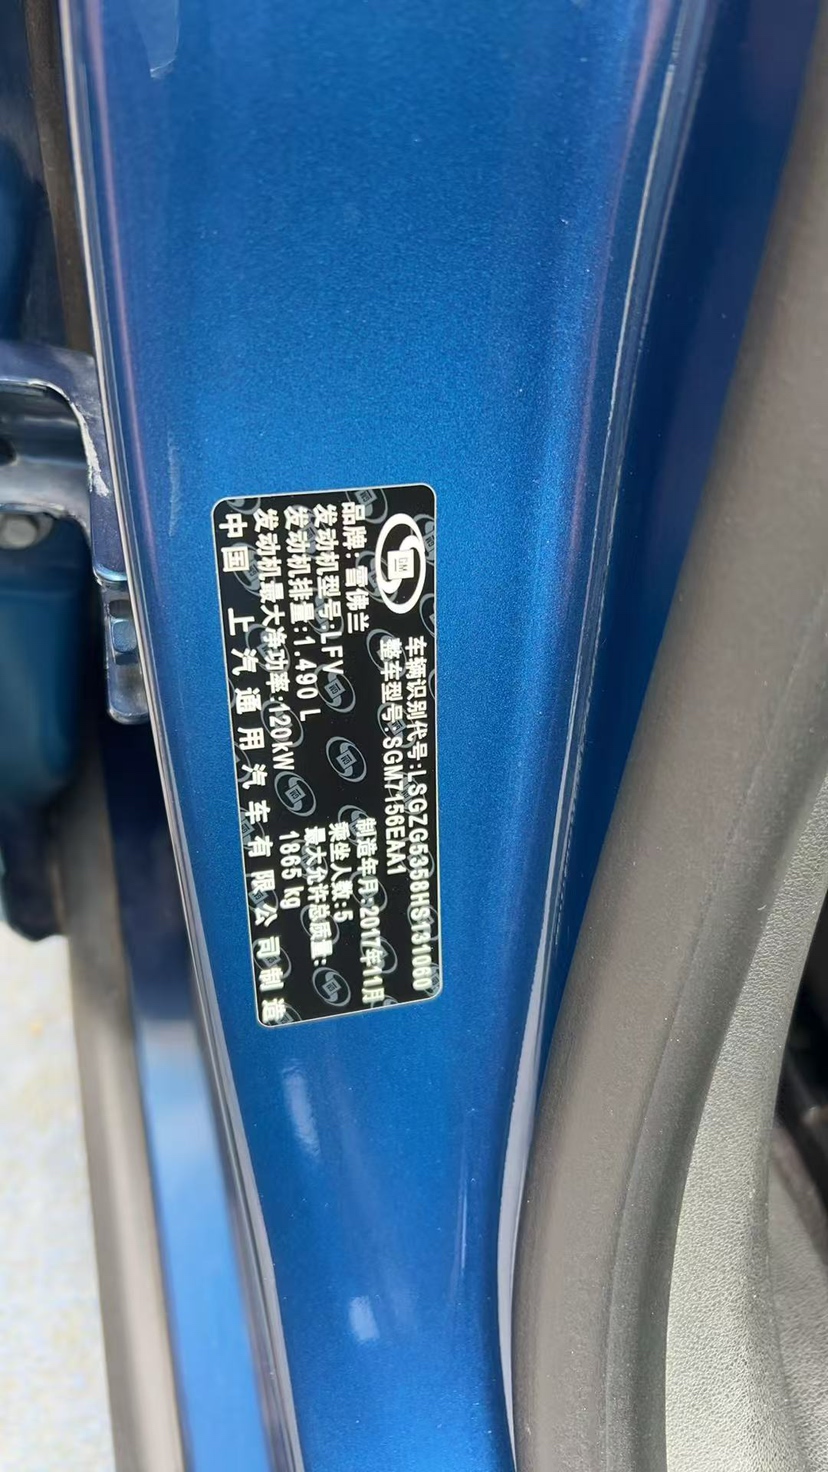 车辆识别代号:LSGZG5358HS131060
整车型号:SGM7156EAA1
品牌:雪佛兰
制造年月:2017年11月
发动机型号:LFV
乘坐人数:5
发动机排量:1.490 L
最大允许总质量:
发动机最大净功率:120kW
1865 kg
中国 上汽通用汽车有限公司制造